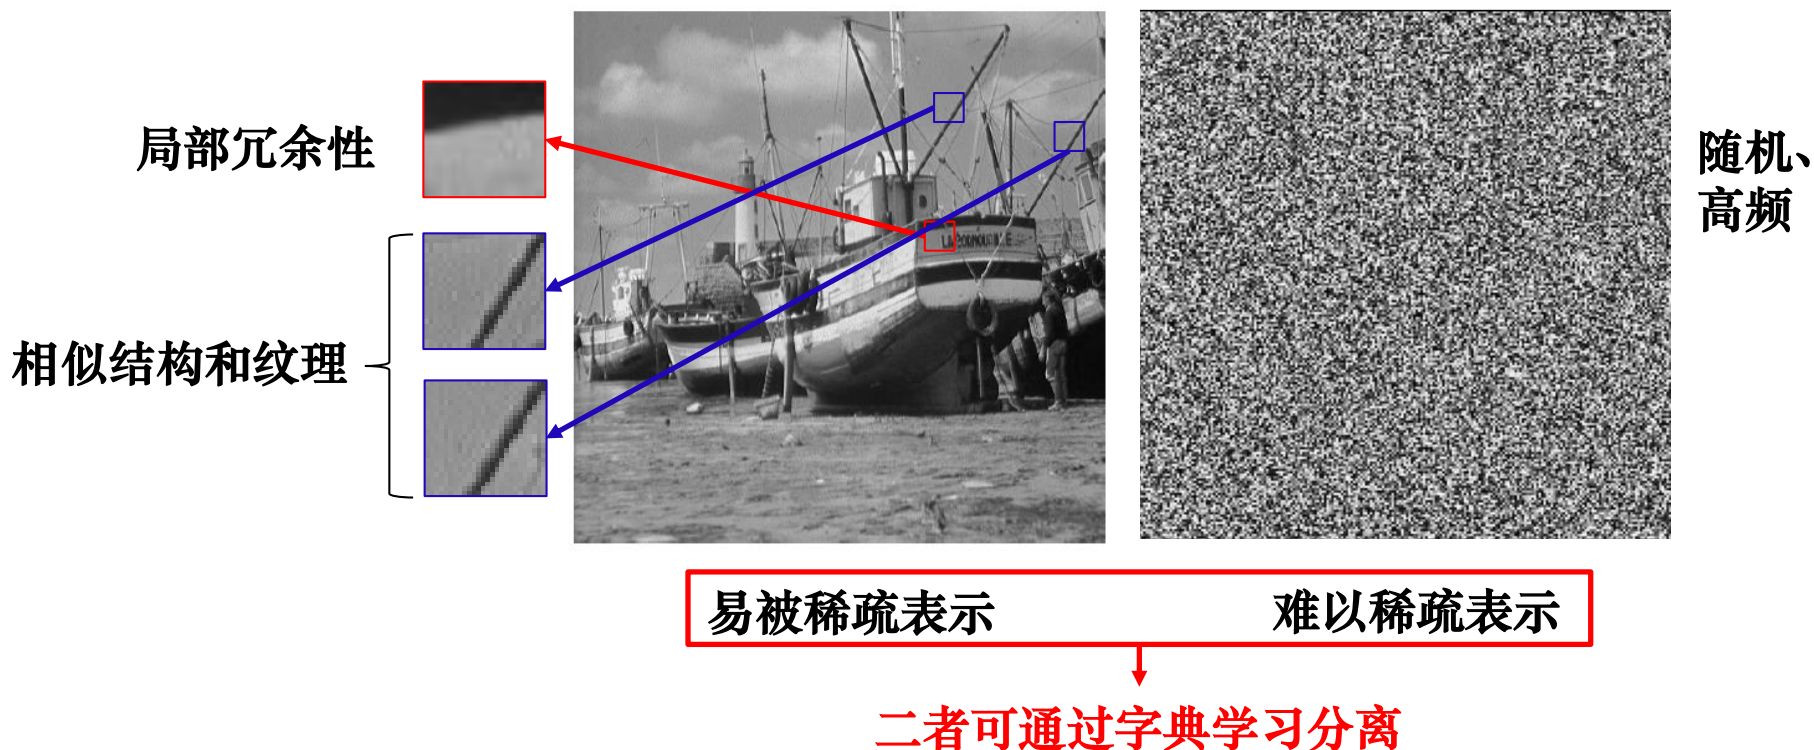 局部冗余性
相似结构和纹理
随机、
高频
易被稀疏表示
难以稀疏表示
二者可通过字典学习分离